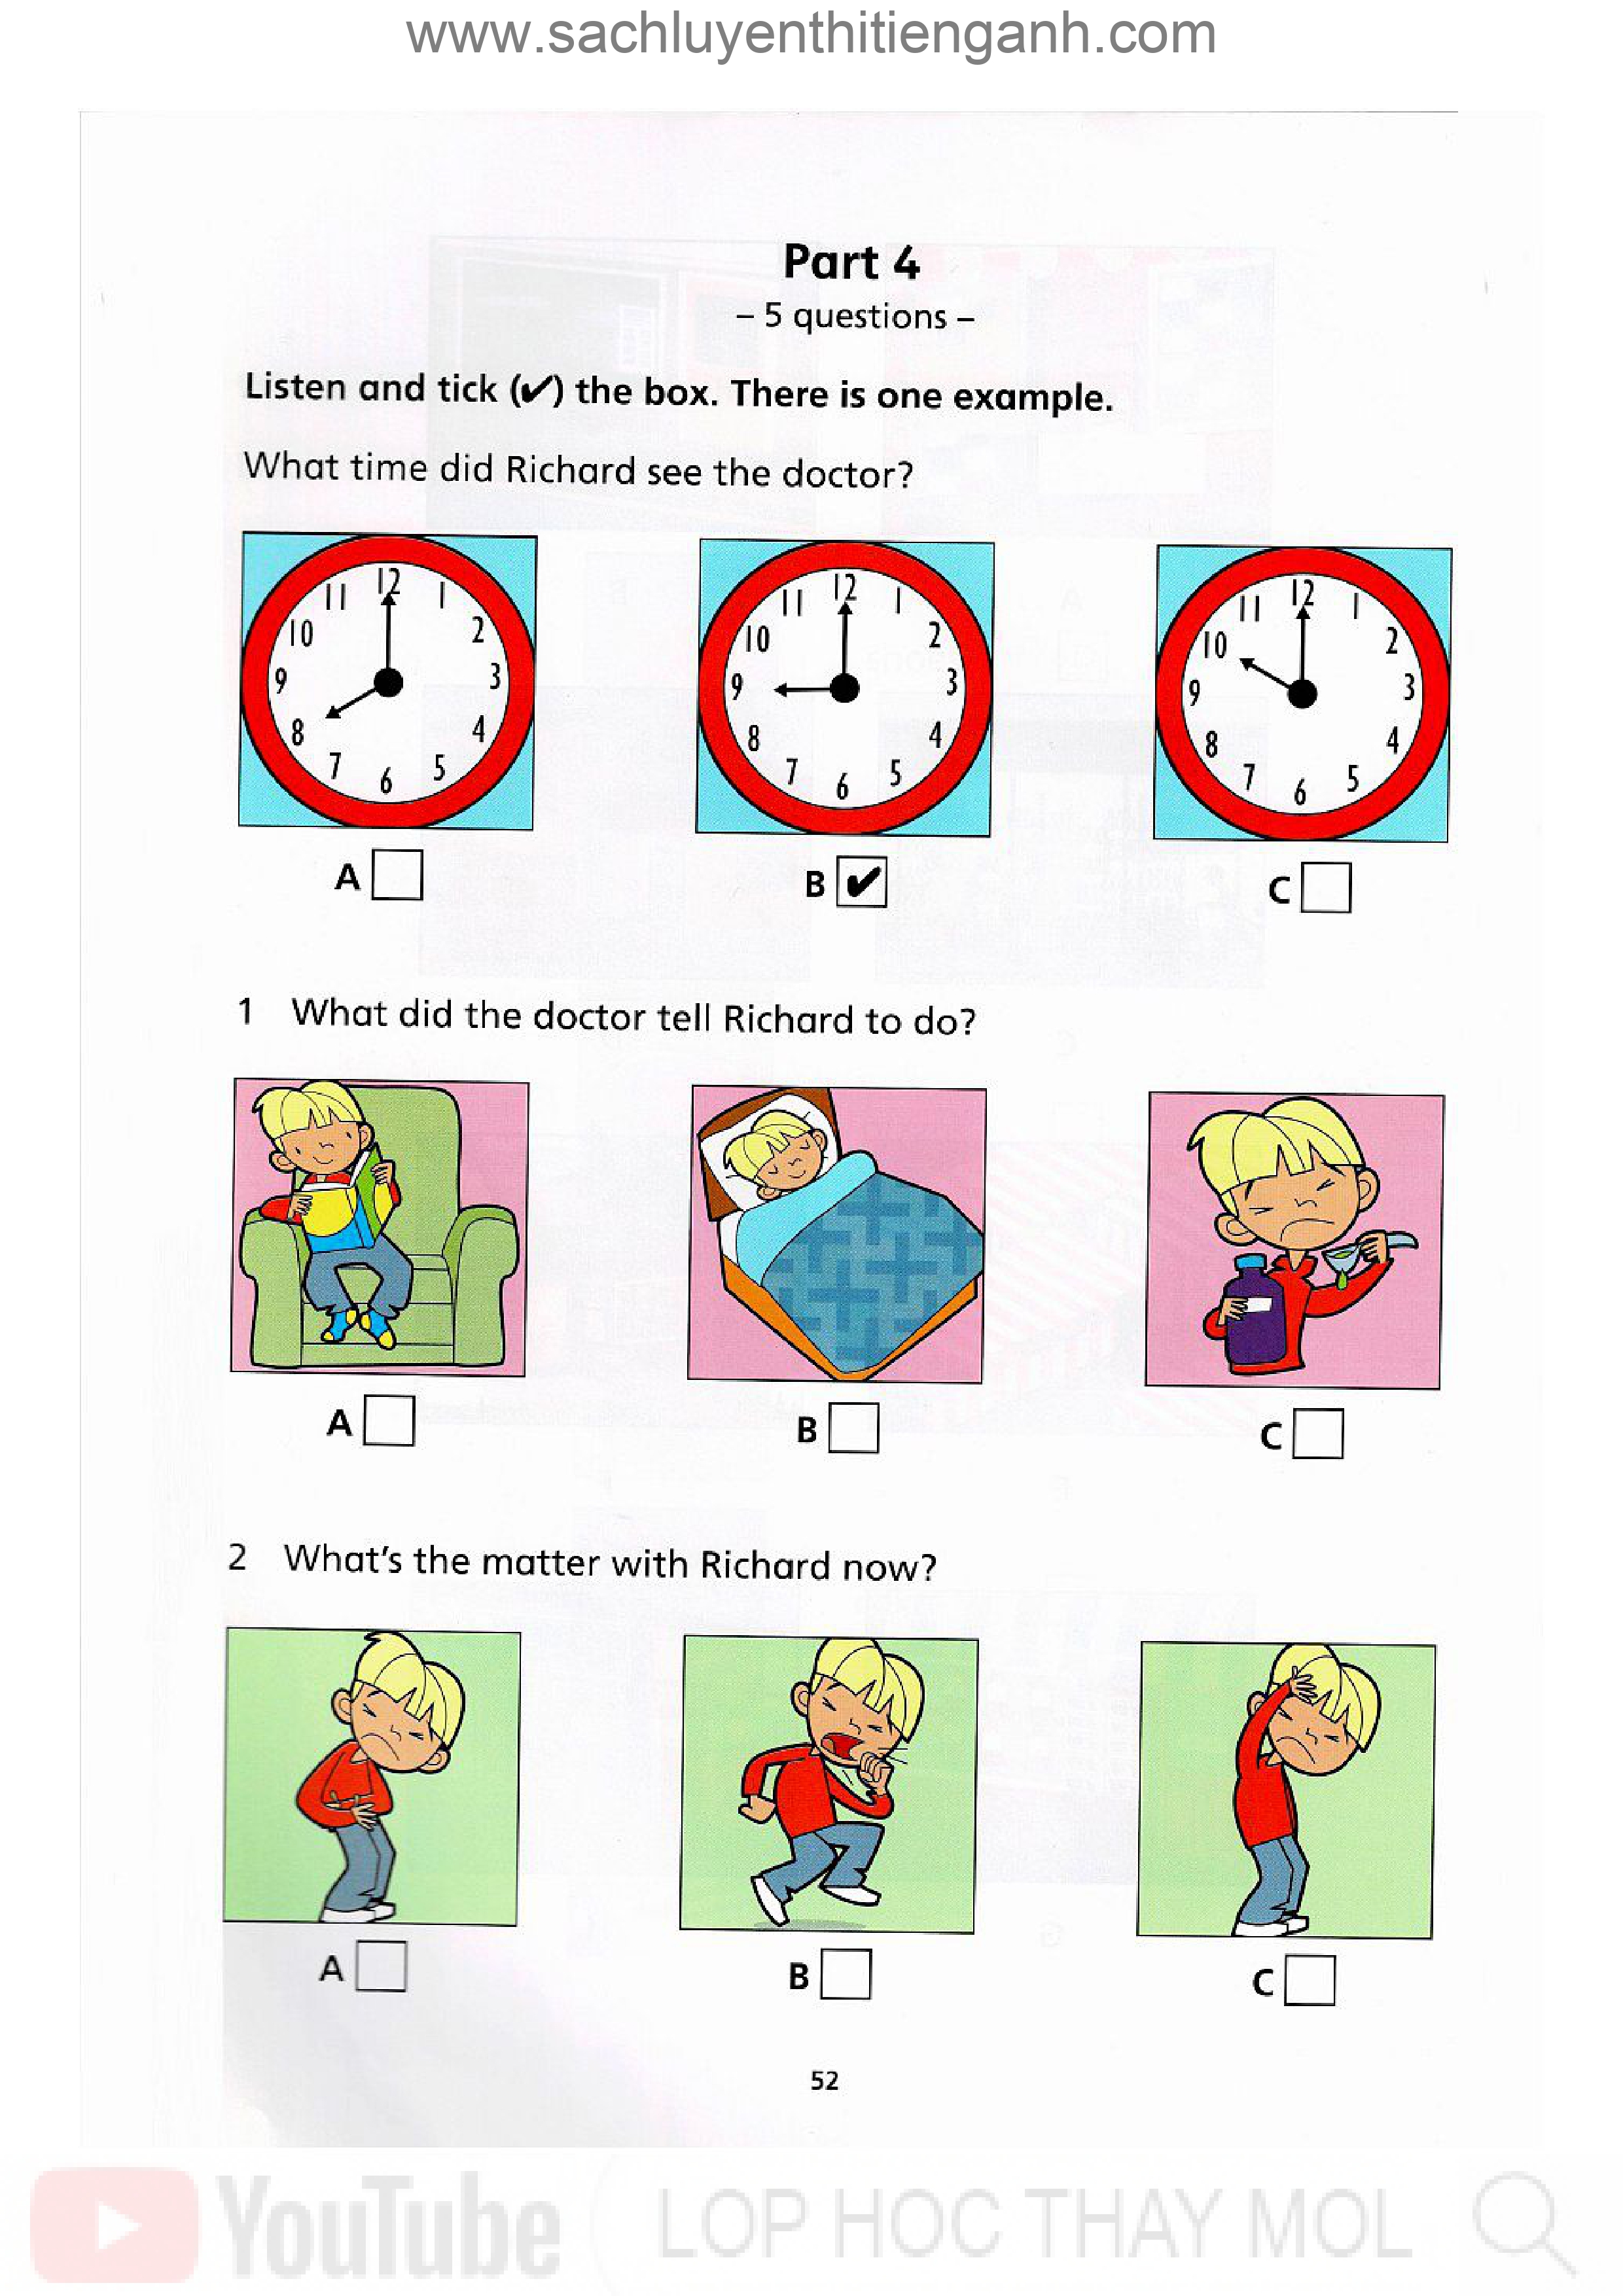 www.sachluyenthitienganh.com
Part 4
– 5 questions –
Listen and tick (✔) the box. There is one example.
What time did Richard see the doctor?
12 1 2 3 4 5 6 7 8 9 10 11
12 1 2 3 4 5 6 7 8 9 10 11
12 1 2 3 4 5 6 7 8 9 10 11
A B ✔ C
1 What did the doctor tell Richard to do?
A B C
2 What's the matter with Richard now?
A B C
52
YouTube LOP HOC THAY MOL